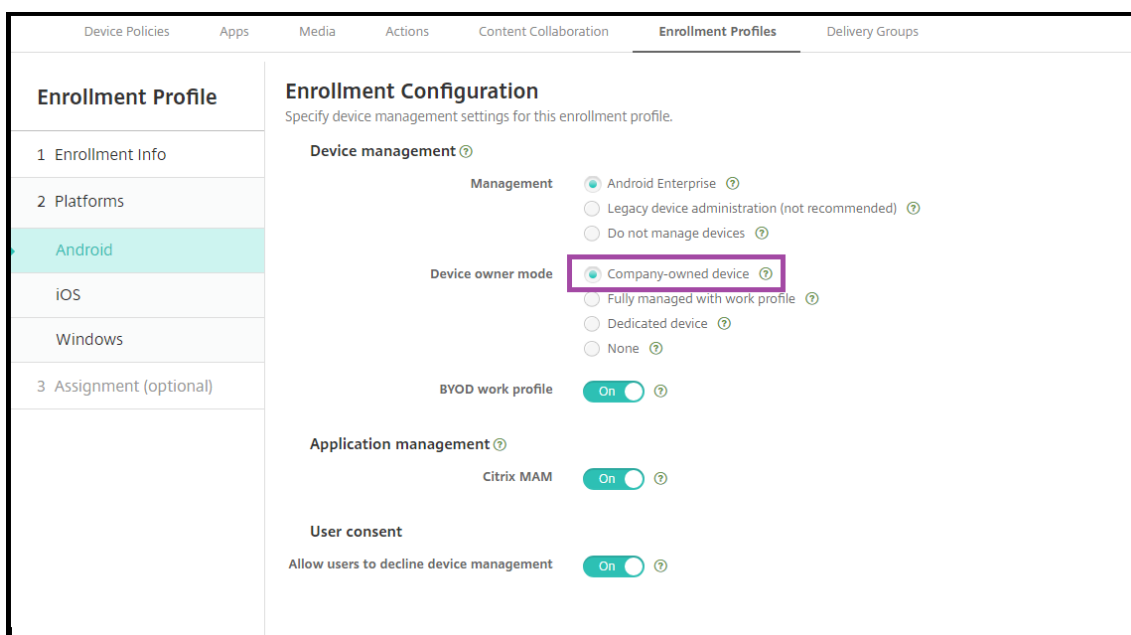 Device Policies Apps Media Actions Content Collaboration Enrollment Profiles Delivery Groups
Enrollment Profile
1 Enrollment Info
2 Platforms
Android
iOS
Windows
3 Assignment (optional)
Enrollment Configuration
Specify device management settings for this enrollment profile.
Device management ?
Management Android Enterprise ?
Legacy device administration (not recommended) ?
Do not manage devices ?
Device owner mode Company-owned device ?
Fully managed with work profile ?
Dedicated device ?
None ?
BYOD work profile On ?
Application management ?
Citrix MAM On ?
User consent
Allow users to decline device management On ?